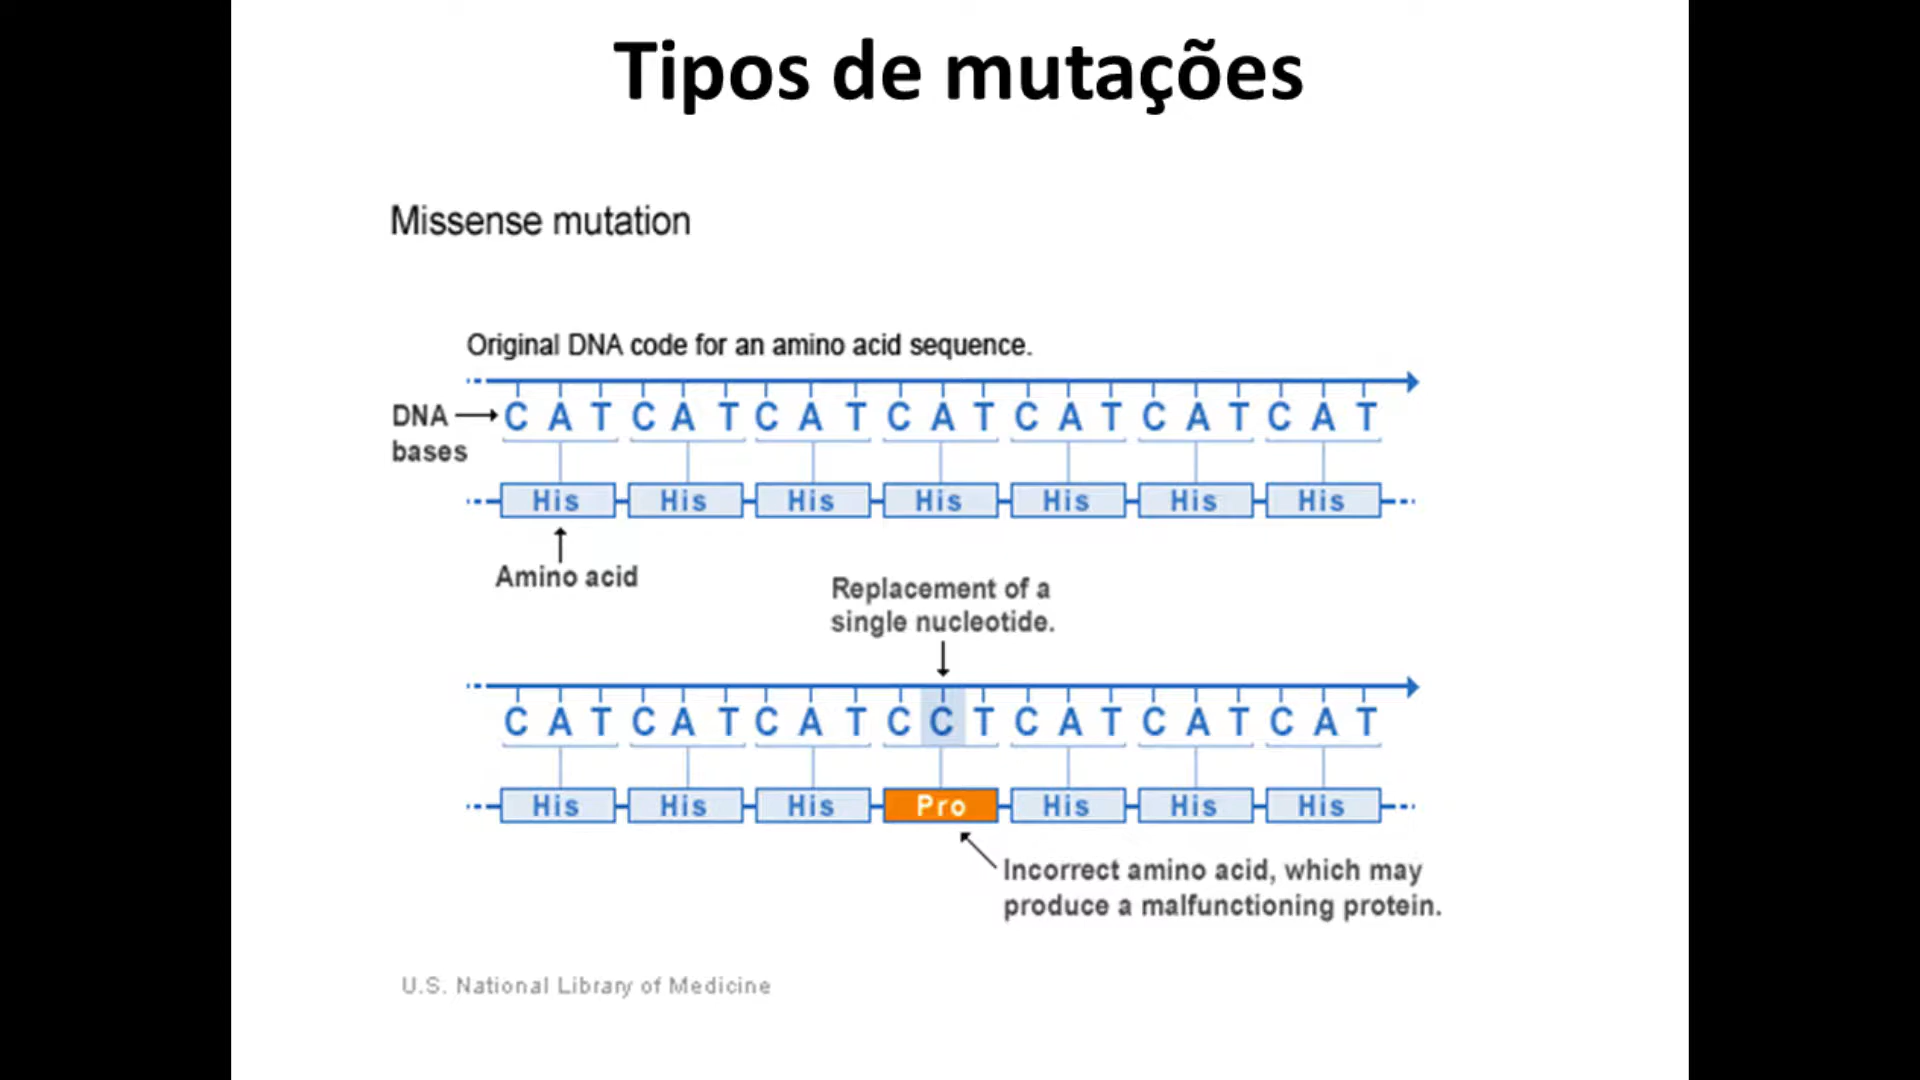 Tipos de mutações
Missense mutation
Original DNA code for an amino acid sequence.
DNA bases
C A T C A T C A T C A T C A T C A T C A T
His His His His His His His
Amino acid
Replacement of a
single nucleotide.
C A T C A T C A T C C T C A T C A T C A T
His His His Pro His His His
Incorrect amino acid, which may
produce a malfunctioning protein.
U.S. National Library of Medicine